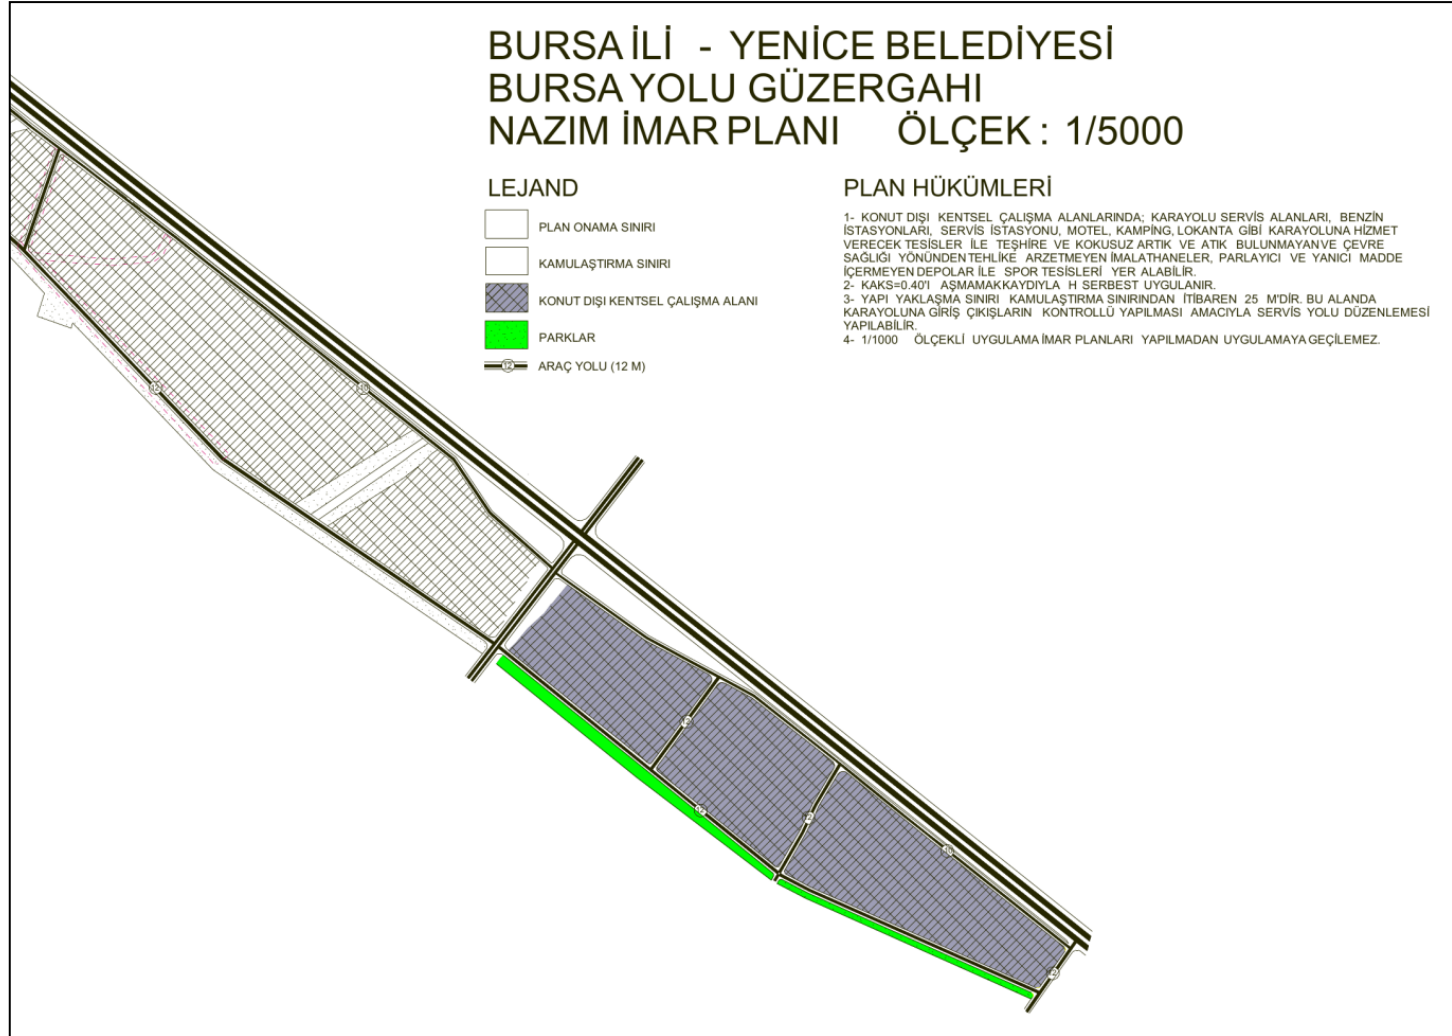 BURSA İLİ - YENİCE BELEDİYESİ
BURSA YOLU GÜZERGAHI
NAZIM İMAR PLANI ÖLÇEK : 1/5000
LEJAND
PLAN ONAMA SINIRI
KAMULAŞTIRMA SINIRI
KONUT DIŞI KENTSEL ÇALIŞMA ALANI
PARKLAR
12 ARAÇ YOLU (12 M)
PLAN HÜKÜMLERİ
1- KONUT DIŞI KENTSEL ÇALIŞMA ALANLARINDA; KARAYOLU SERVİS ALANLARI, BENZİN
İSTASYONLARI, SERVİS İSTASYONU, MOTEL, KAMPİNG, LOKANTA GİBİ KARAYOLUNA HİZMET
VERECEK TESİSLER İLE TEŞHİRE VE KOKUSUZ ARTIK VE ATIK BULUNMAYAN VE ÇEVRE
SAĞLIĞI YÖNÜNDEN TEHLİKE ARZETMEYEN İMALATHANELER, PARLAYICI VE YANICI MADDE
İÇERMEYEN DEPOLAR İLE SPOR TESİSLERİ YER ALABİLİR.
2- KAKS=0.40'I AŞMAMAK KAYDIYLA H SERBEST UYGULANIR.
3- YAPI YAKLAŞMA SINIRI KAMULAŞTIRMA SINIRINDAN İTİBAREN 25 M'DİR. BU ALANDA
KARAYOLUNA GİRİŞ ÇIKIŞLARIN KONTROLLÜ YAPILMASI AMACIYLA SERVİS YOLU DÜZENLEMESİ
YAPILABİLİR.
4- 1/1000 ÖLÇEKLİ UYGULAMA İMAR PLANLARI YAPILMADAN UYGULAMAYA GEÇİLEMEZ.
12
10